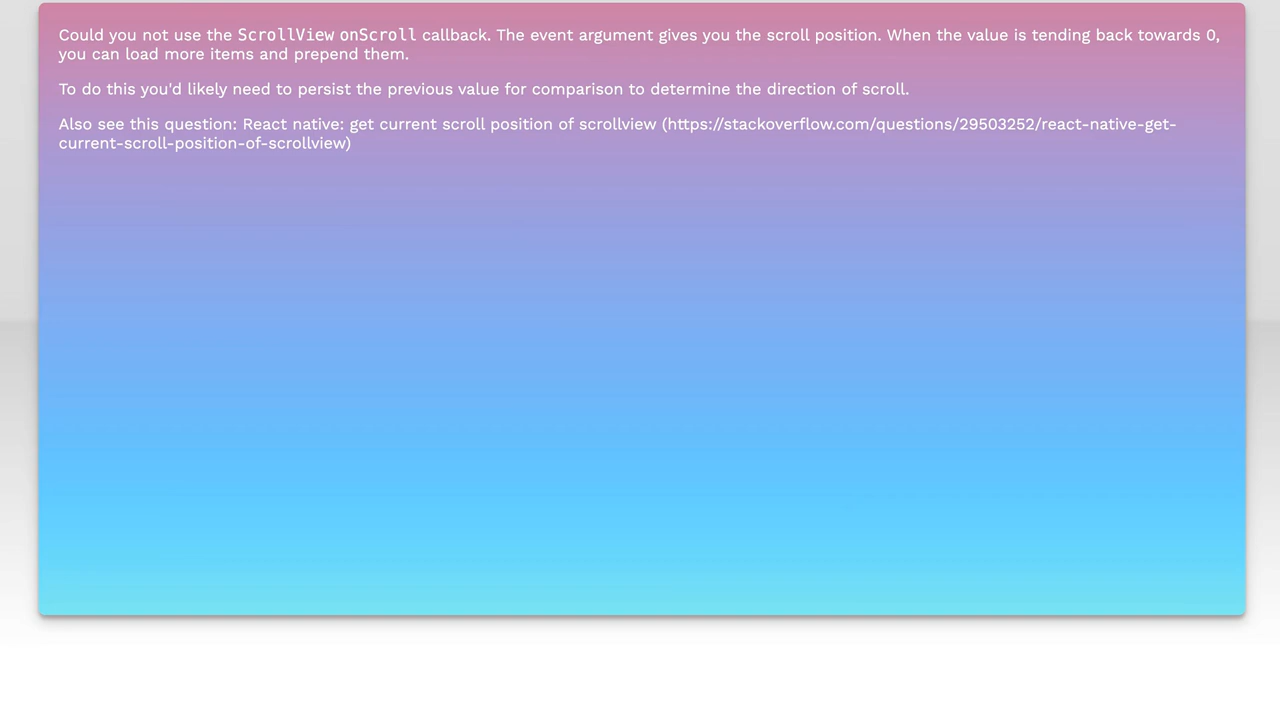 Could you not use the ScrollView onScroll callback. The event argument gives you the scroll position. When the value is tending back towards 0,
you can load more items and prepend them.
To do this you'd likely need to persist the previous value for comparison to determine the direction of scroll.
Also see this question: React native: get current scroll position of scrollview (https://stackoverflow.com/questions/29503252/react-native-get-
current-scroll-position-of-scrollview)